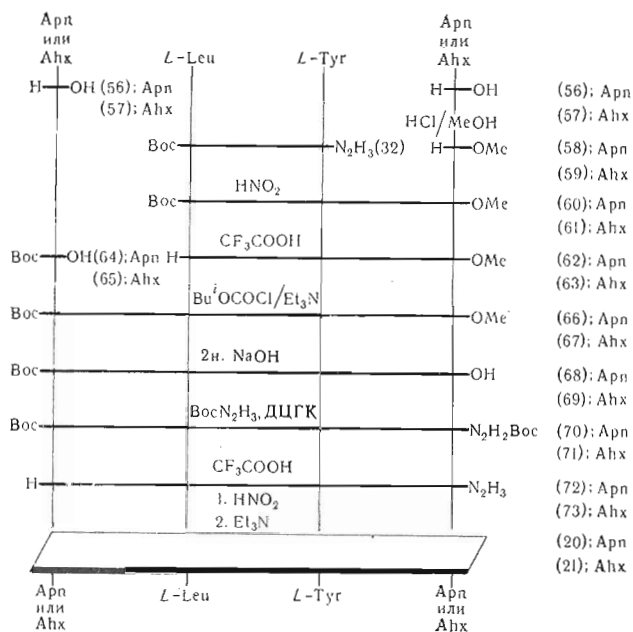 Apn Apn
или или
Ahx L-Leu L-Tyr Ahx
H OH (56); Apn H OH (56); Apn
(57); Ahx (57); Ahx
HCl/MeOH
Boc N₂H₃(32) H OMe (58); Apn
(59); Ahx
HNO₂
Boc OMe (60); Apn
(61); Ahx
CF₃COOH
Boc OH(64); Apn H OMe (62); Apn
(65); Ahx (63); Ahx
BuⁱOCOCl/Et₃N
Boc OMe (66); Apn
(67); Ahx
2н. NaOH
Boc OH (68); Apn
(69); Ahx
BocN₂H₃, ДЦГК
Boc N₂H₂Boc (70); Apn
(71); Ahx
CF₃COOH
H N₂H₃ (72); Apn
1. HNO₂ (73); Ahx
2. Et₃N
(20); Apn
(21); Ahx
Apn L-Leu L-Tyr Apn
или или
Ahx Ahx